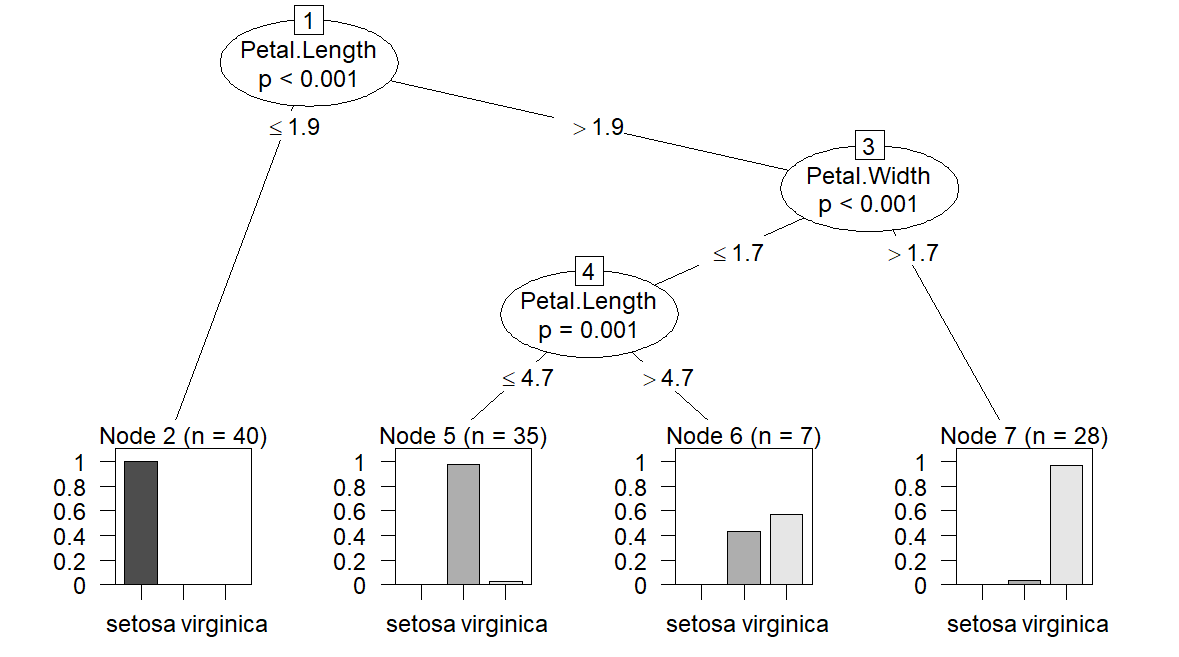 1
Petal.Length
p < 0.001
≤ 1.9
> 1.9
3
Petal.Width
p < 0.001
≤ 1.7
> 1.7
4
Petal.Length
p = 0.001
≤ 4.7
> 4.7
Node 2 (n = 40)
1
0.8
0.6
0.4
0.2
0
setosa virginica
Node 5 (n = 35)
1
0.8
0.6
0.4
0.2
0
setosa virginica
Node 6 (n = 7)
1
0.8
0.6
0.4
0.2
0
setosa virginica
Node 7 (n = 28)
1
0.8
0.6
0.4
0.2
0
setosa virginica